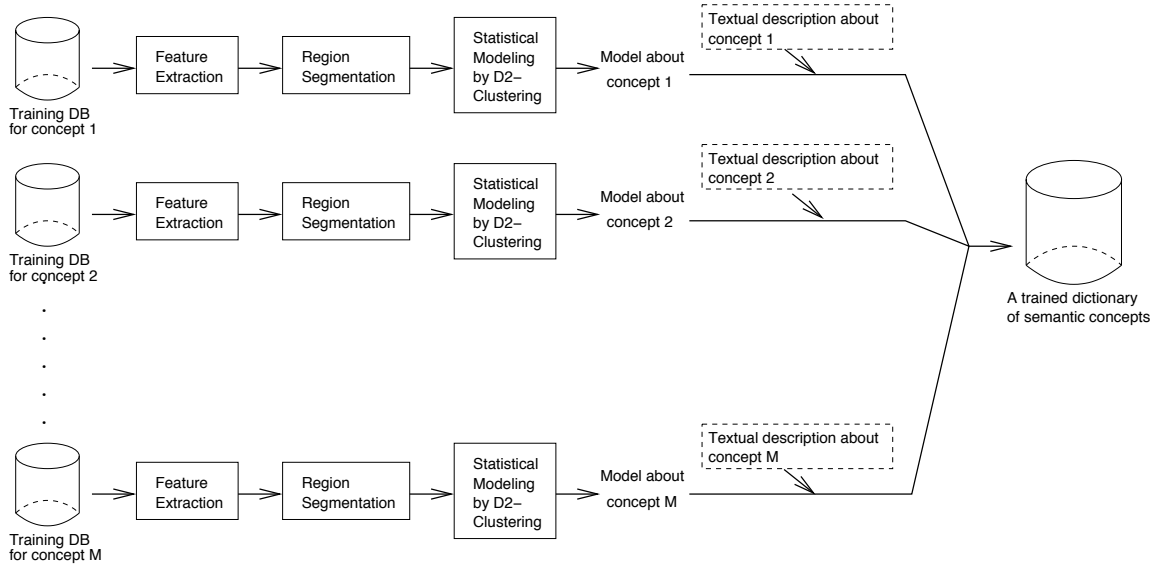 Training DB
for concept 1
Feature
Extraction
Region
Segmentation
Statistical
Modeling
by D2−
Clustering
Model about
concept 1
Textual description about
concept 1
Training DB
for concept 2
Feature
Extraction
Region
Segmentation
Statistical
Modeling
by D2−
Clustering
Model about
concept 2
Textual description about
concept 2
A trained dictionary
of semantic concepts
Training DB
for concept M
Feature
Extraction
Region
Segmentation
Statistical
Modeling
by D2−
Clustering
Model about
concept M
Textual description about
concept M